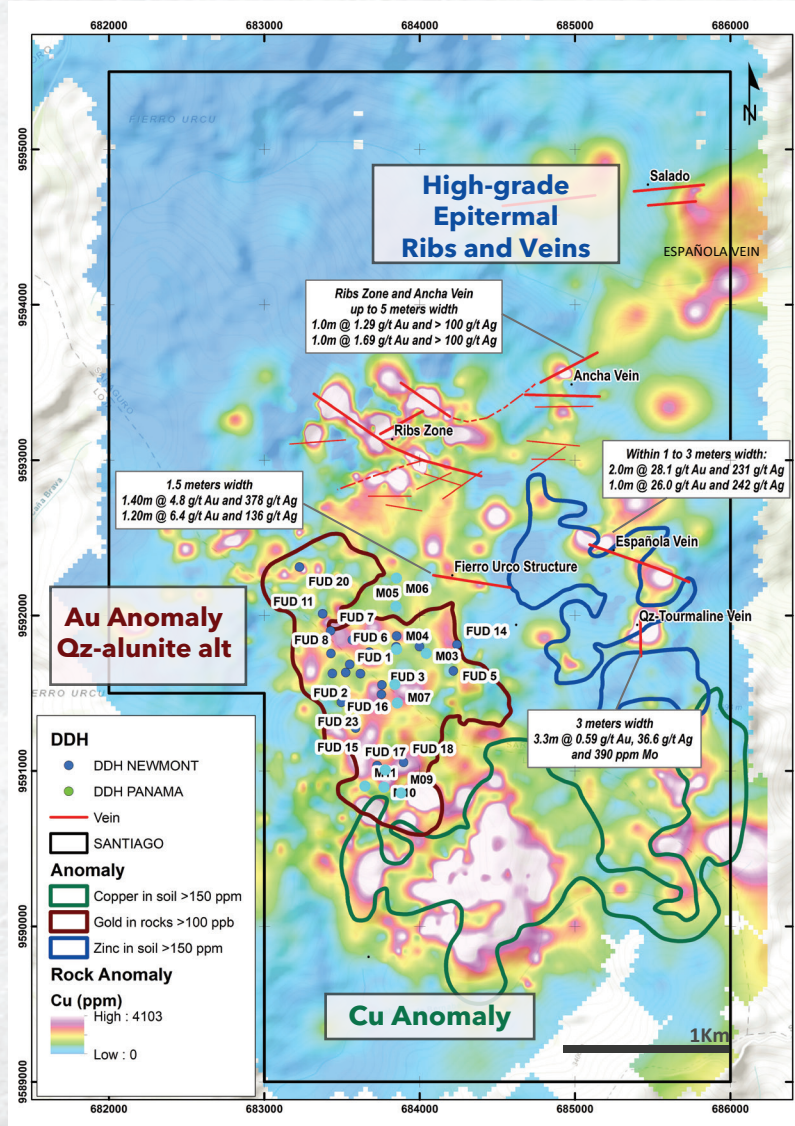 682000 683000 684000 685000 686000
9595000
9594000
9593000
9592000
9591000
9590000
9589000
FIERRO URCU
N
High-grade
Epitermal
Ribs and Veins
Salado
ESPAÑOLA VEIN
Ribs Zone and Ancha Vein
up to 5 meters width
1.0m @ 1.29 g/t Au and > 100 g/t Ag
1.0m @ 1.69 g/t Au and > 100 g/t Ag
Ancha Vein
Ribs Zone
Within 1 to 3 meters width:
2.0m @ 28.1 g/t Au and 231 g/t Ag
1.0m @ 26.0 g/t Au and 242 g/t Ag
1.5 meters width
1.40m @ 4.8 g/t Au and 378 g/t Ag
1.20m @ 6.4 g/t Au and 136 g/t Ag
Española Vein
Fierro Urco Structure
Qz-Tourmaline Vein
Au Anomaly
Qz-alunite alt
ERRO URCU
FUD 20
M05
M06
FUD 11
FUD 7
FUD 8
FUD 6
M04
FUD 14
FUD 1
M03
FUD 3
FUD 5
FUD 2
FUD 16
M07
FUD 23
FUD 15
FUD 17
FUD 18
M11
M09
M10
3 meters width
3.3m @ 0.59 g/t Au, 36.6 g/t Ag
and 390 ppm Mo
DDH
DDH NEWMONT
DDH PANAMA
Vein
SANTIAGO
Anomaly
Copper in soil >150 ppm
Gold in rocks >100 ppb
Zinc in soil >150 ppm
Rock Anomaly
Cu (ppm)
High : 4103
Low : 0
Cu Anomaly
1Km
682000 683000 684000 685000 686000